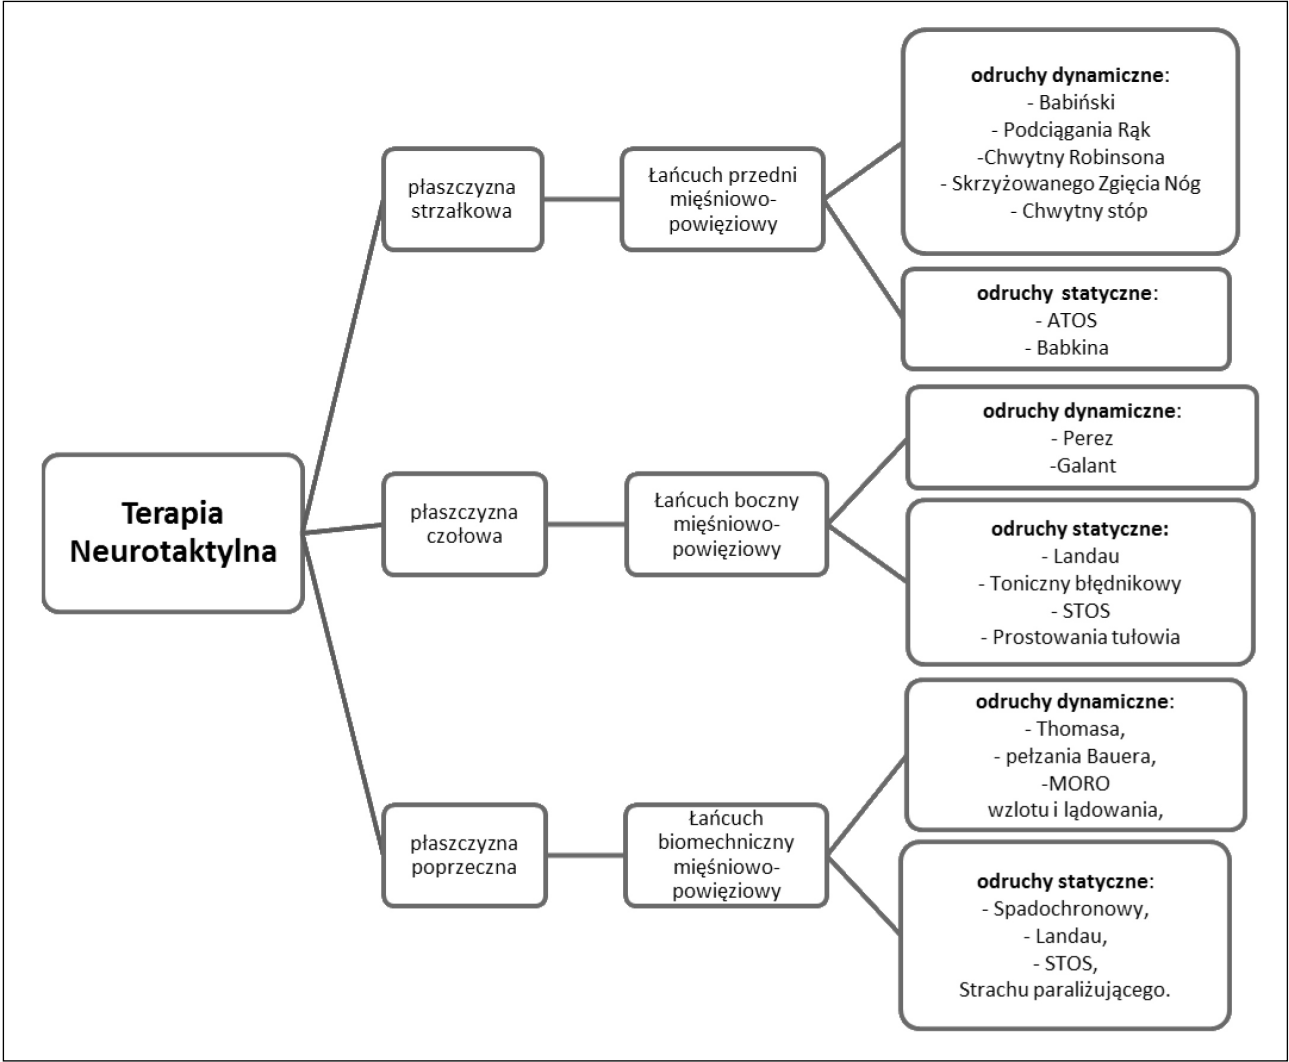 Terapia
Neurotaktylna
płaszczyzna
strzałkowa
Łańcuch przedni
mięśniowo-
powięziowy
odruchy dynamiczne:
- Babiński
- Podciągania Rąk
-Chwytny Robinsona
- Skrzyżowanego Zgięcia Nóg
- Chwytny stóp
odruchy statyczne:
- ATOS
- Babkina
płaszczyzna
czołowa
Łańcuch boczny
mięśniowo-
powięziowy
odruchy dynamiczne:
- Perez
-Galant
odruchy statyczne:
- Landau
- Toniczny błędnikowy
- STOS
- Prostowania tułowia
płaszczyzna
poprzeczna
Łańcuch
biomechniczny
mięśniowo-
powięziowy
odruchy dynamiczne:
- Thomasa,
- pełzania Bauera,
-MORO
wzlotu i lądowania,
odruchy statyczne:
- Spadochronowy,
- Landau,
- STOS,
Strachu paraliżującego.